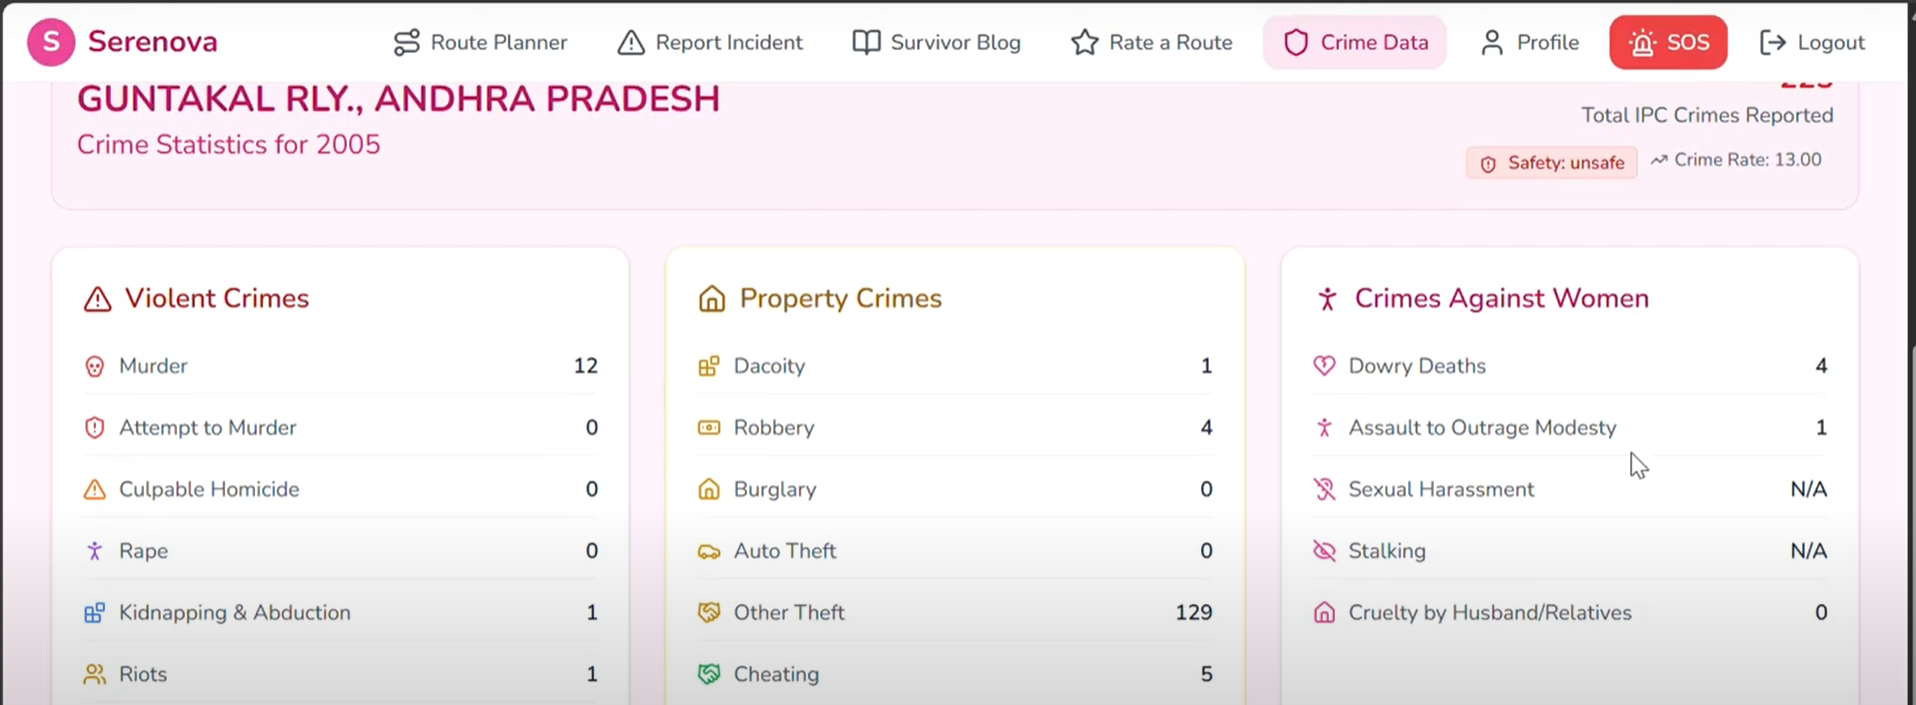 S Serenova Route Planner Report Incident Survivor Blog Rate a Route Crime Data Profile SOS Logout
GUNTAKAL RLY., ANDHRA PRADESH
Crime Statistics for 2005
Total IPC Crimes Reported
Safety: unsafe Crime Rate: 13.00
Violent Crimes
Murder 12
Attempt to Murder 0
Culpable Homicide 0
Rape 0
Kidnapping & Abduction 1
Riots 1
Property Crimes
Dacoity 1
Robbery 4
Burglary 0
Auto Theft 0
Other Theft 129
Cheating 5
Crimes Against Women
Dowry Deaths 4
Assault to Outrage Modesty 1
Sexual Harassment N/A
Stalking N/A
Cruelty by Husband/Relatives 0